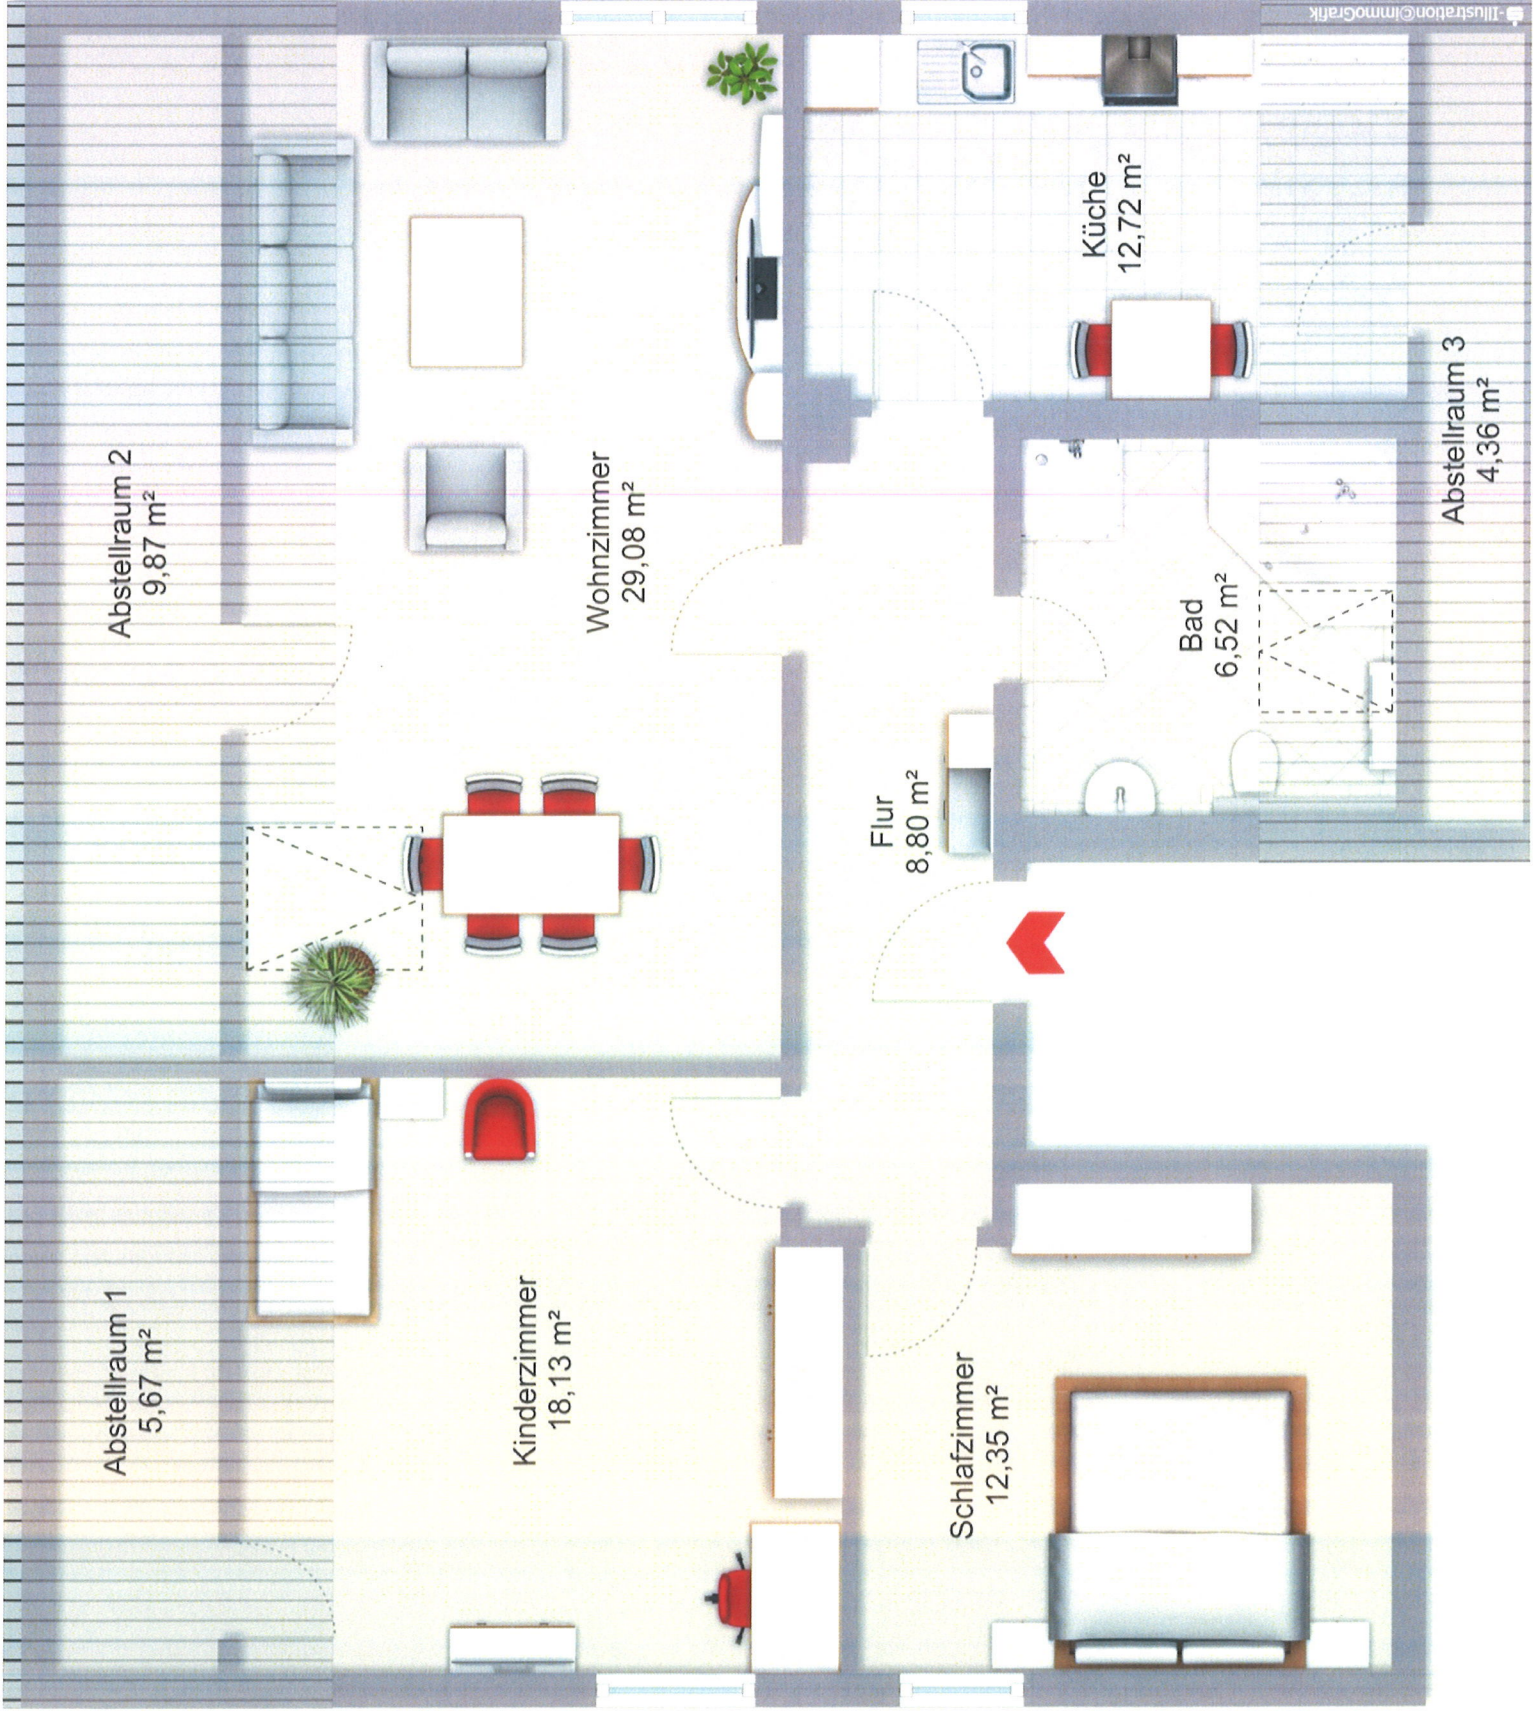 Abstellraum 2
9,87 m²
Wohnzimmer
29,08 m²
Küche
12,72 m²
Abstellraum 3
4,36 m²
Bad
6,52 m²
Flur
8,80 m²
Abstellraum 1
5,67 m²
Kinderzimmer
18,13 m²
Schlafzimmer
12,35 m²
-Illustration©immoGrafik